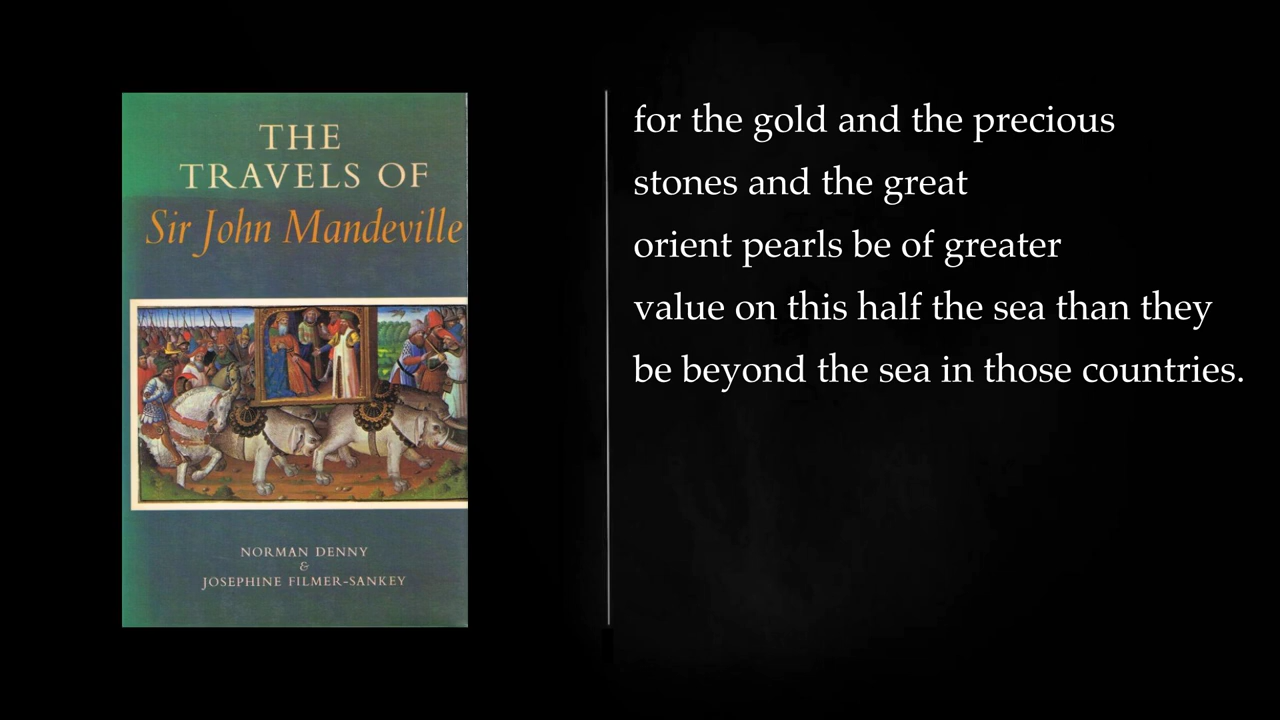 THE
TRAVELS OF
Sir John Mandeville
NORMAN DENNY
&
JOSEPHINE FILMER-SANKEY
for the gold and the precious
stones and the great
orient pearls be of greater
value on this half the sea than they
be beyond the sea in those countries.